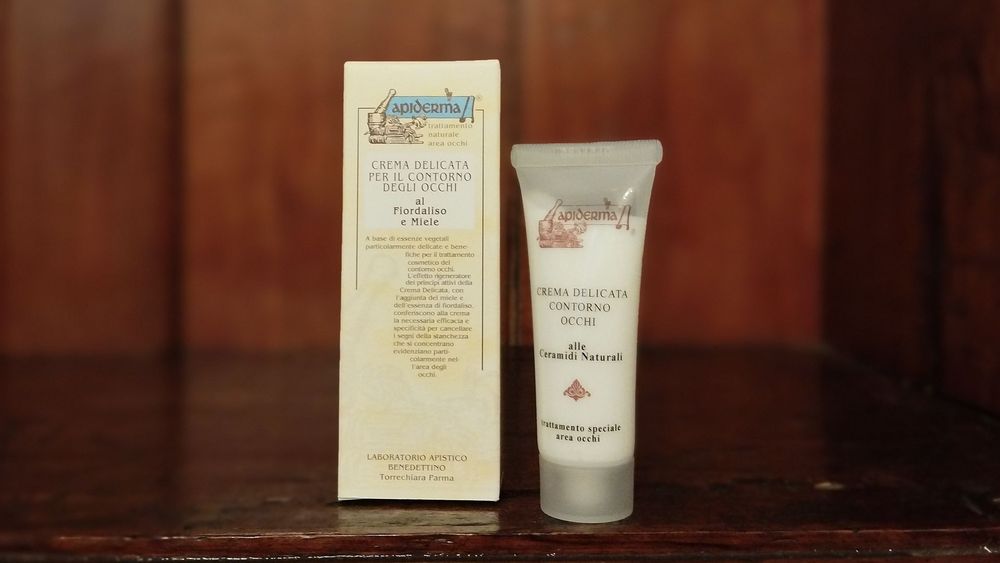 apiderma ®
trattamento
naturale
area occhi
CREMA DELICATA
PER IL CONTORNO
DEGLI OCCHI
al
Fiordaliso
e Miele
A base di essenze vegetali
particolarmente delicate e bene-
fiche per il trattamento
cosmetico del
contorno occhi.
L'effetto rigeneratore
dei principi attivi della
Crema Delicata, con
l'aggiunta del miele e
dell'essenza di fiordaliso,
conferiscono alla crema
la necessaria efficacia e
specificità per cancellare
i segni della stanchezza
che si concentrano
evidenziano parti-
colarmente nel-
l'area degli
occhi.
LABORATORIO APISTICO
BENEDETTINO
Torrechiara Parma
apiderma ®
CREMA DELICATA
CONTORNO
OCCHI
alle
Ceramidi Naturali
trattamento speciale
area occhi